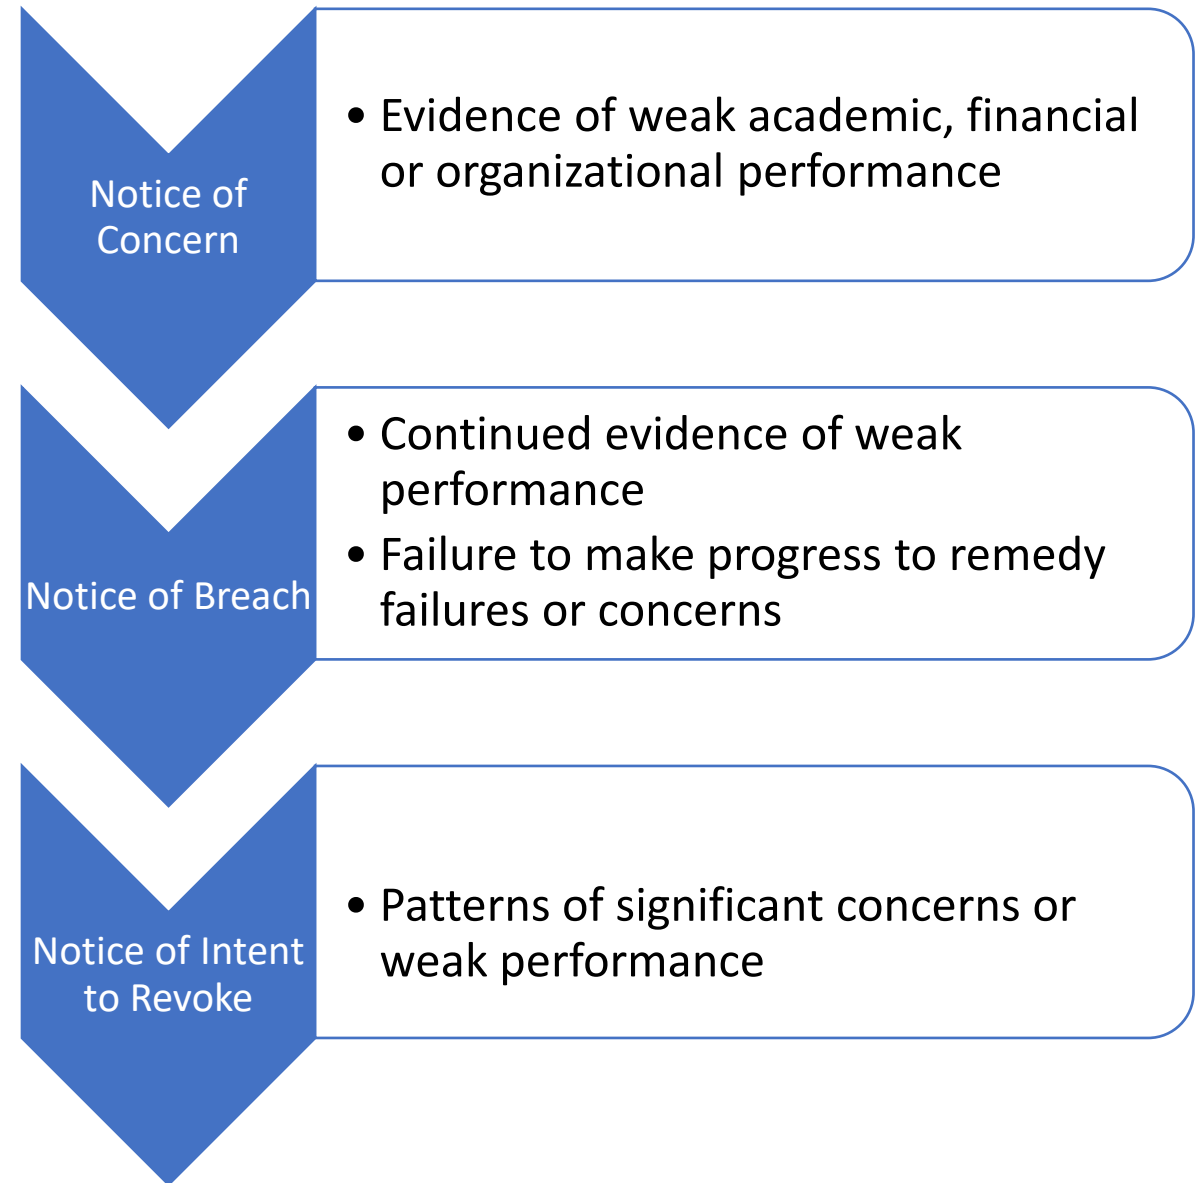 Notice of
Concern
• Evidence of weak academic, financial
or organizational performance
Notice of Breach
• Continued evidence of weak
performance
• Failure to make progress to remedy
failures or concerns
Notice of Intent
to Revoke
• Patterns of significant concerns or
weak performance